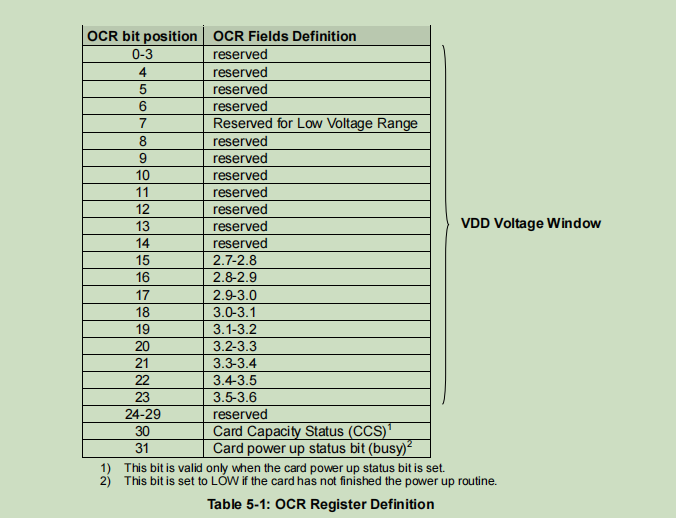 OCR bit position OCR Fields Definition
0-3 reserved
4 reserved
5 reserved
6 reserved
7 Reserved for Low Voltage Range
8 reserved
9 reserved
10 reserved
11 reserved
12 reserved
13 reserved
14 reserved
15 2.7-2.8
16 2.8-2.9
17 2.9-3.0
18 3.0-3.1
19 3.1-3.2
20 3.2-3.3
21 3.3-3.4
22 3.4-3.5
23 3.5-3.6
VDD Voltage Window
24-29 reserved
30 Card Capacity Status (CCS)1
31 Card power up status bit (busy)2
1) This bit is valid only when the card power up status bit is set.
2) This bit is set to LOW if the card has not finished the power up routine.
Table 5-1: OCR Register Definition